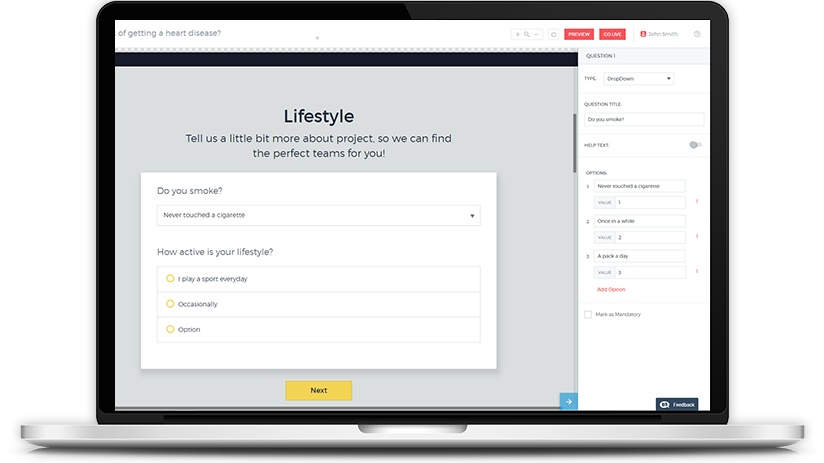 of getting a heart disease?
PREVIEW
GO LIVE
John Smith
Lifestyle
Tell us a little bit more about project, so we can find
the perfect teams for you!
Do you smoke?
Never touched a cigarette
How active is your lifestyle?
I play a sport everyday
Occasionally
Option
Next
QUESTION 1
TYPE:
DropDown
QUESTION TITLE:
Do you smoke?
HELP TEXT:
OPTIONS:
1
Never touched a cigarette
VALUE 1
2
Once in a while
VALUE 2
3
A pack a day
VALUE 3
Add Option
Mark as Mandatory
Feedback